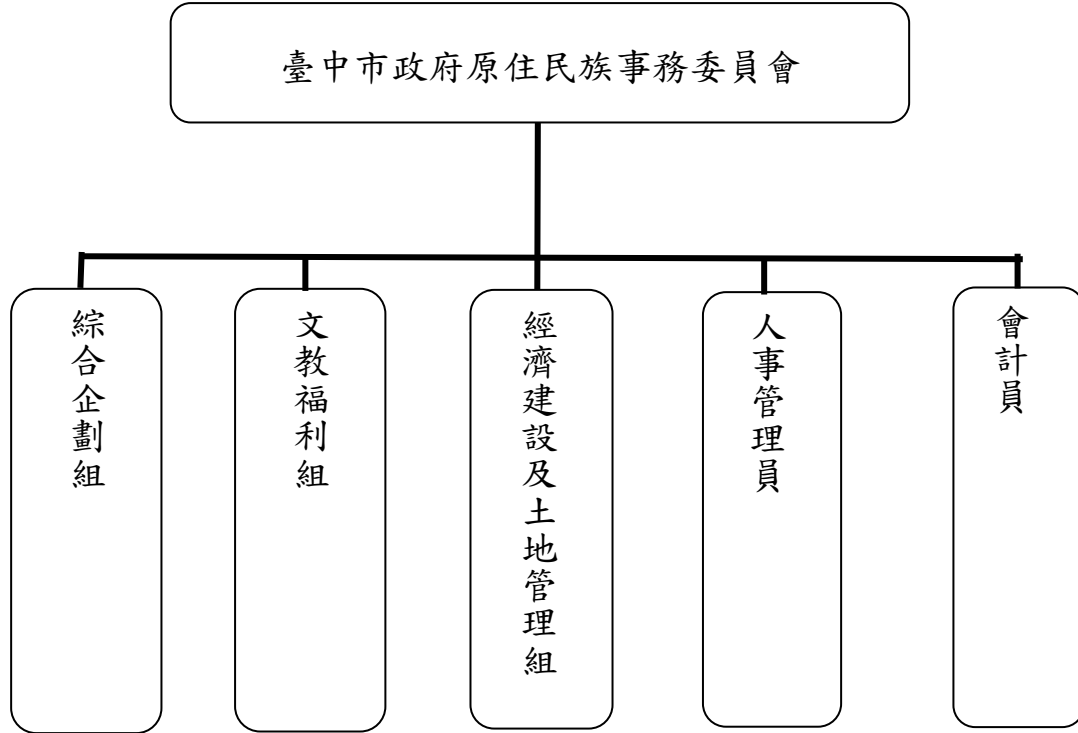 臺中市政府原住民族事務委員會
綜合企劃組
文教福利組
經濟建設及土地管理組
人事管理員
會計員